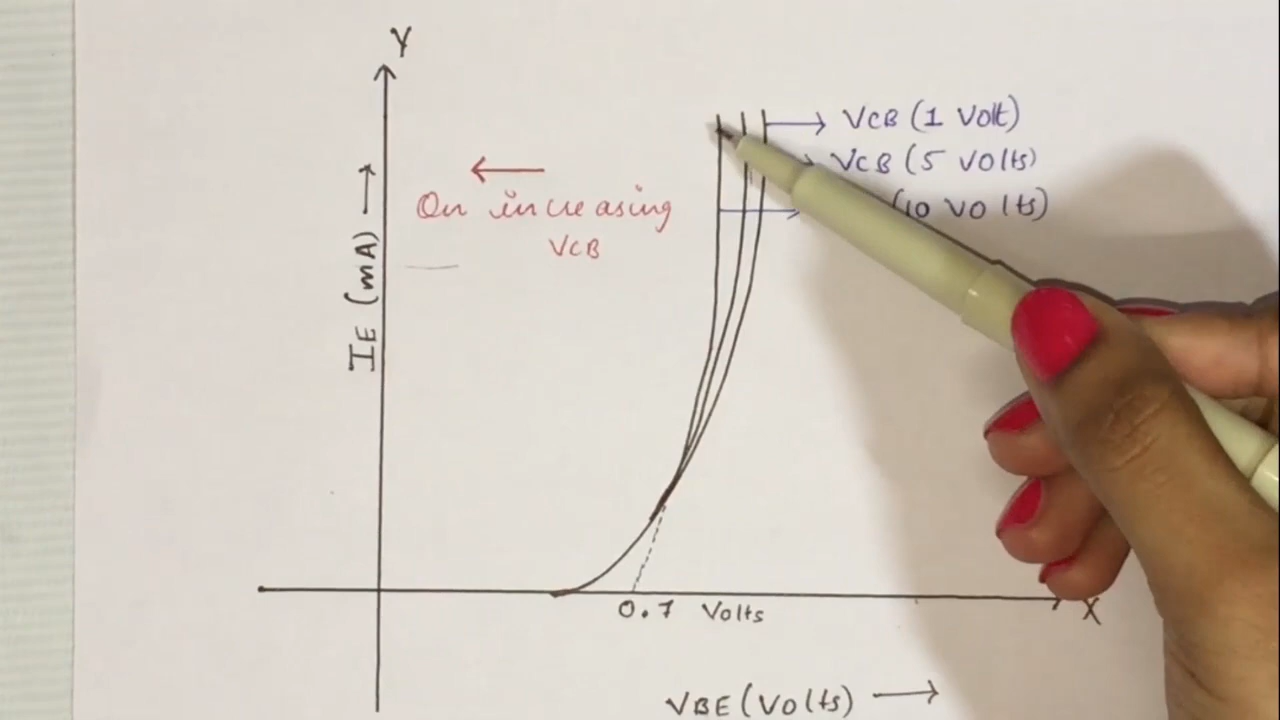 Y
VCB (1 Volt)
VCB (5 Volts)
(10 Volts)
On increasing
VCB
IE (mA)
0.7 Volts
X
VBE (Volts)